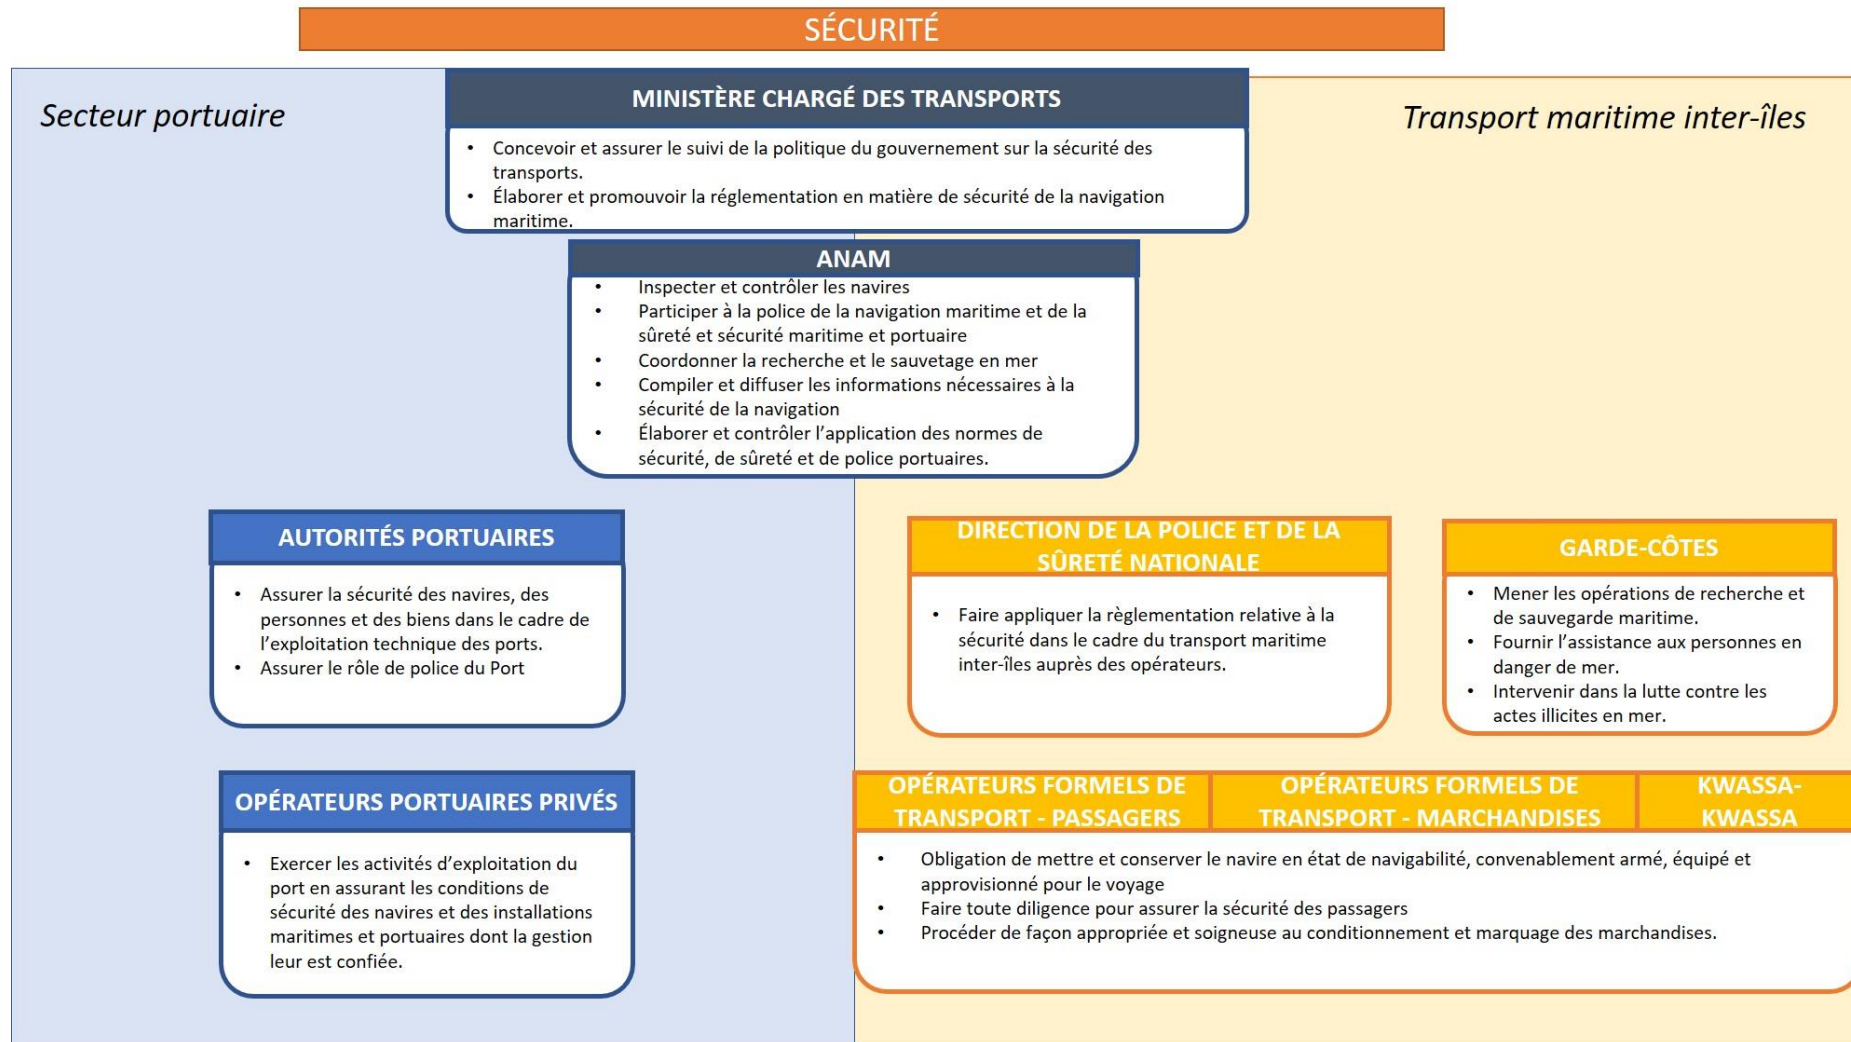 SÉCURITÉ
Secteur portuaire
Transport maritime inter-îles
MINISTÈRE CHARGÉ DES TRANSPORTS
• Concevoir et assurer le suivi de la politique du gouvernement sur la sécurité des
transports.
• Élaborer et promouvoir la réglementation en matière de sécurité de la navigation
maritime.
ANAM
• Inspecter et contrôler les navires
• Participer à la police de la navigation maritime et de la
sûreté et sécurité maritime et portuaire
• Coordonner la recherche et le sauvetage en mer
• Compiler et diffuser les informations nécessaires à la
sécurité de la navigation
• Élaborer et contrôler l’application des normes de
sécurité, de sûreté et de police portuaires.
AUTORITÉS PORTUAIRES
• Assurer la sécurité des navires, des
personnes et des biens dans le cadre de
l’exploitation technique des ports.
• Assurer le rôle de police du Port
DIRECTION DE LA POLICE ET DE LA
SÛRETÉ NATIONALE
• Faire appliquer la règlementation relative à la
sécurité dans le cadre du transport maritime
inter-îles auprès des opérateurs.
GARDE-CÔTES
• Mener les opérations de recherche et
de sauvegarde maritime.
• Fournir l’assistance aux personnes en
danger de mer.
• Intervenir dans la lutte contre les
actes illicites en mer.
OPÉRATEURS PORTUAIRES PRIVÉS
• Exercer les activités d’exploitation du
port en assurant les conditions de
sécurité des navires et des installations
maritimes et portuaires dont la gestion
leur est confiée.
OPÉRATEURS FORMELS DE
TRANSPORT - PASSAGERS
OPÉRATEURS FORMELS DE
TRANSPORT - MARCHANDISES
KWASSA-
KWASSA
• Obligation de mettre et conserver le navire en état de navigabilité, convenablement armé, équipé et
approvisionné pour le voyage
• Faire toute diligence pour assurer la sécurité des passagers
• Procéder de façon appropriée et soigneuse au conditionnement et marquage des marchandises.